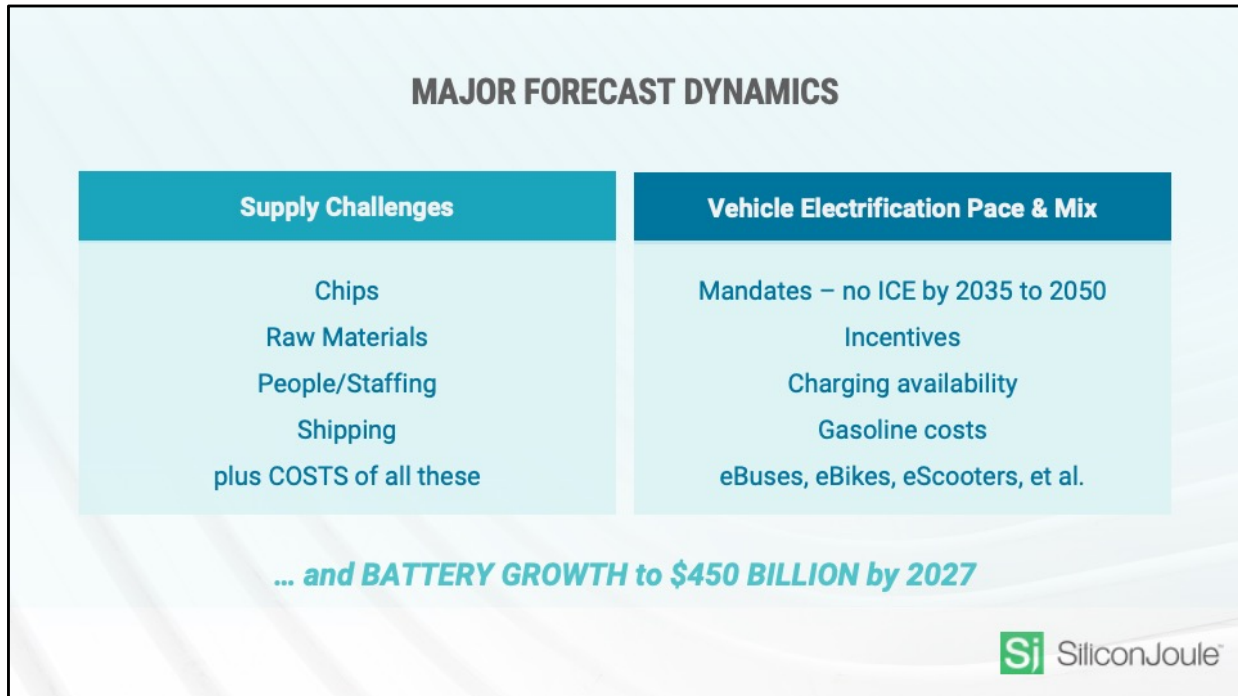 MAJOR FORECAST DYNAMICS
Supply Challenges
Chips
Raw Materials
People/Staffing
Shipping
plus COSTS of all these
Vehicle Electrification Pace & Mix
Mandates – no ICE by 2035 to 2050
Incentives
Charging availability
Gasoline costs
eBuses, eBikes, eScooters, et al.
... and BATTERY GROWTH to $450 BILLION by 2027
Sj SiliconJoule™